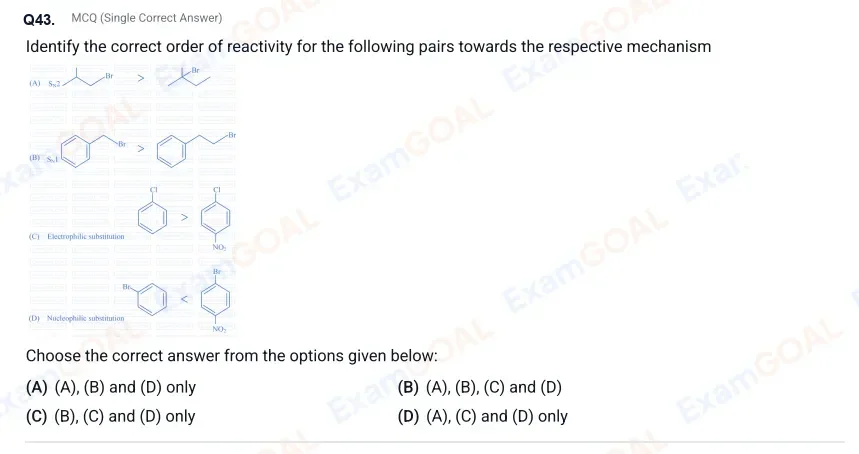 Q43. MCQ (Single Correct Answer)
Identify the correct order of reactivity for the following pairs towards the respective mechanism
Br > Br
(A) SN2
Br > Br
(B) SN1
Cl > Cl
(C) Electrophilic substitution
NO2
Br < Br
(D) Nucleophilic substitution
NO2
Choose the correct answer from the options given below:
(A) (A), (B) and (D) only (B) (A), (B), (C) and (D)
(C) (B), (C) and (D) only (D) (A), (C) and (D) only
ExamGOAL